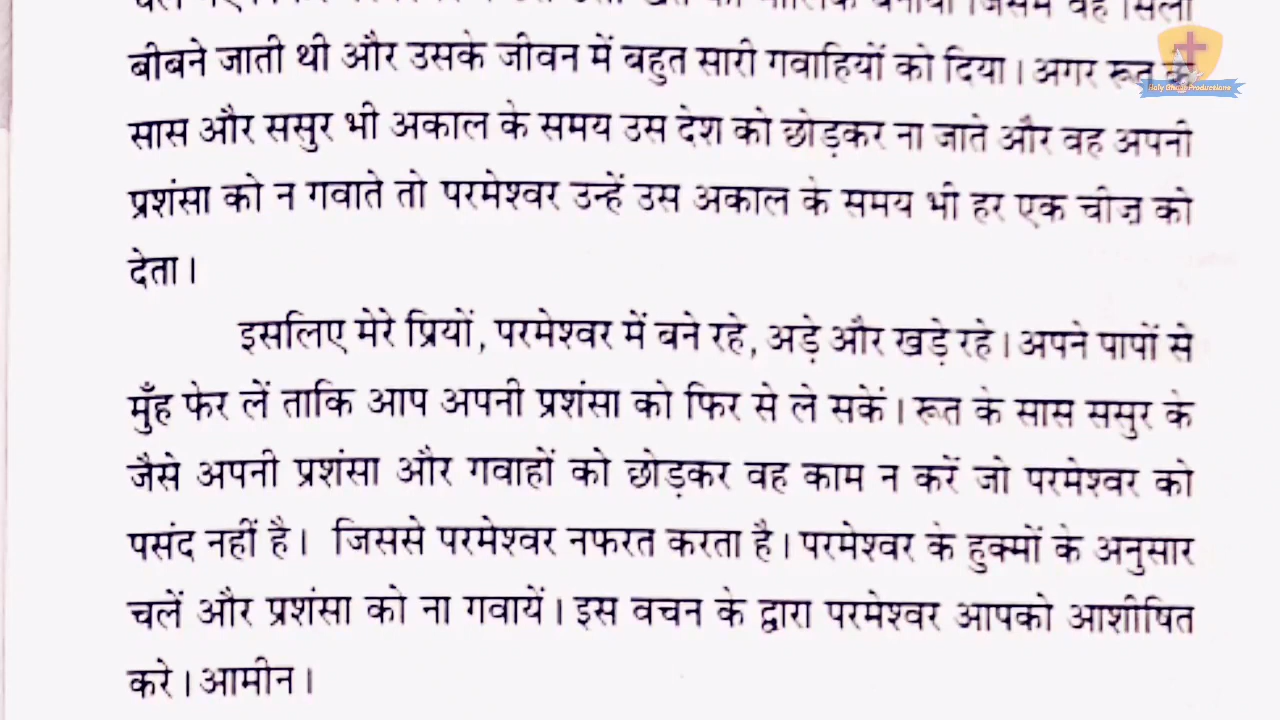 बीबने जाती थी और उसके जीवन में बहुत सारी गवाहियों को दिया। अगर रूत के
सास और ससुर भी अकाल के समय उस देश को छोड़कर ना जाते और वह अपनी
प्रशंसा को न गवाते तो परमेश्वर उन्हें उस अकाल के समय भी हर एक चीज़ को
देता।
इसलिए मेरे प्रियों, परमेश्वर में बने रहे, अड़े और खड़े रहे। अपने पापों से
मुँह फेर लें ताकि आप अपनी प्रशंसा को फिर से ले सकें। रूत के सास ससुर के
जैसे अपनी प्रशंसा और गवाहों को छोड़कर वह काम न करें जो परमेश्वर को
पसंद नहीं है। जिससे परमेश्वर नफरत करता है। परमेश्वर के हुक्मों के अनुसार
चलें और प्रशंसा को ना गवायें। इस वचन के द्वारा परमेश्वर आपको आशीषित
करे। आमीन।